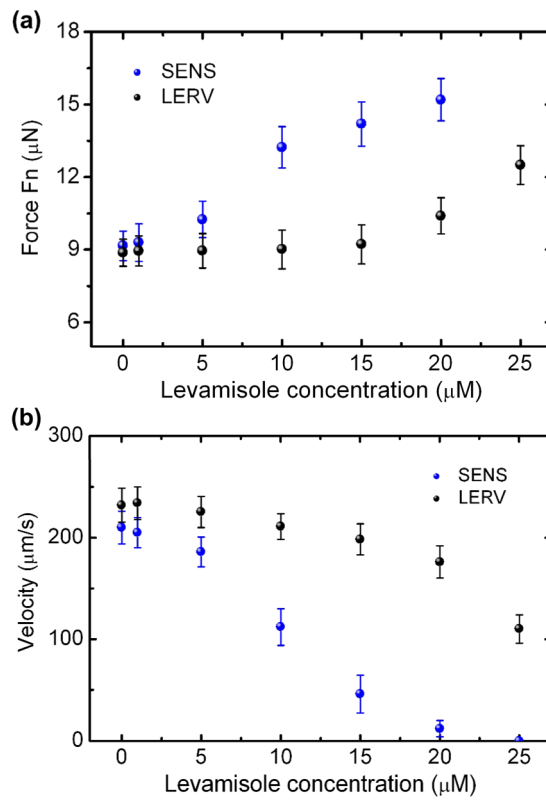 (a)
18
15
12
9
6
Force Fn (μN)
SENS
LERV
0 5 10 15 20 25
Levamisole concentration (μM)
(b)
300
200
100
0
Velocity (μm/s)
SENS
LERV
0 5 10 15 20 25
Levamisole concentration (μM)